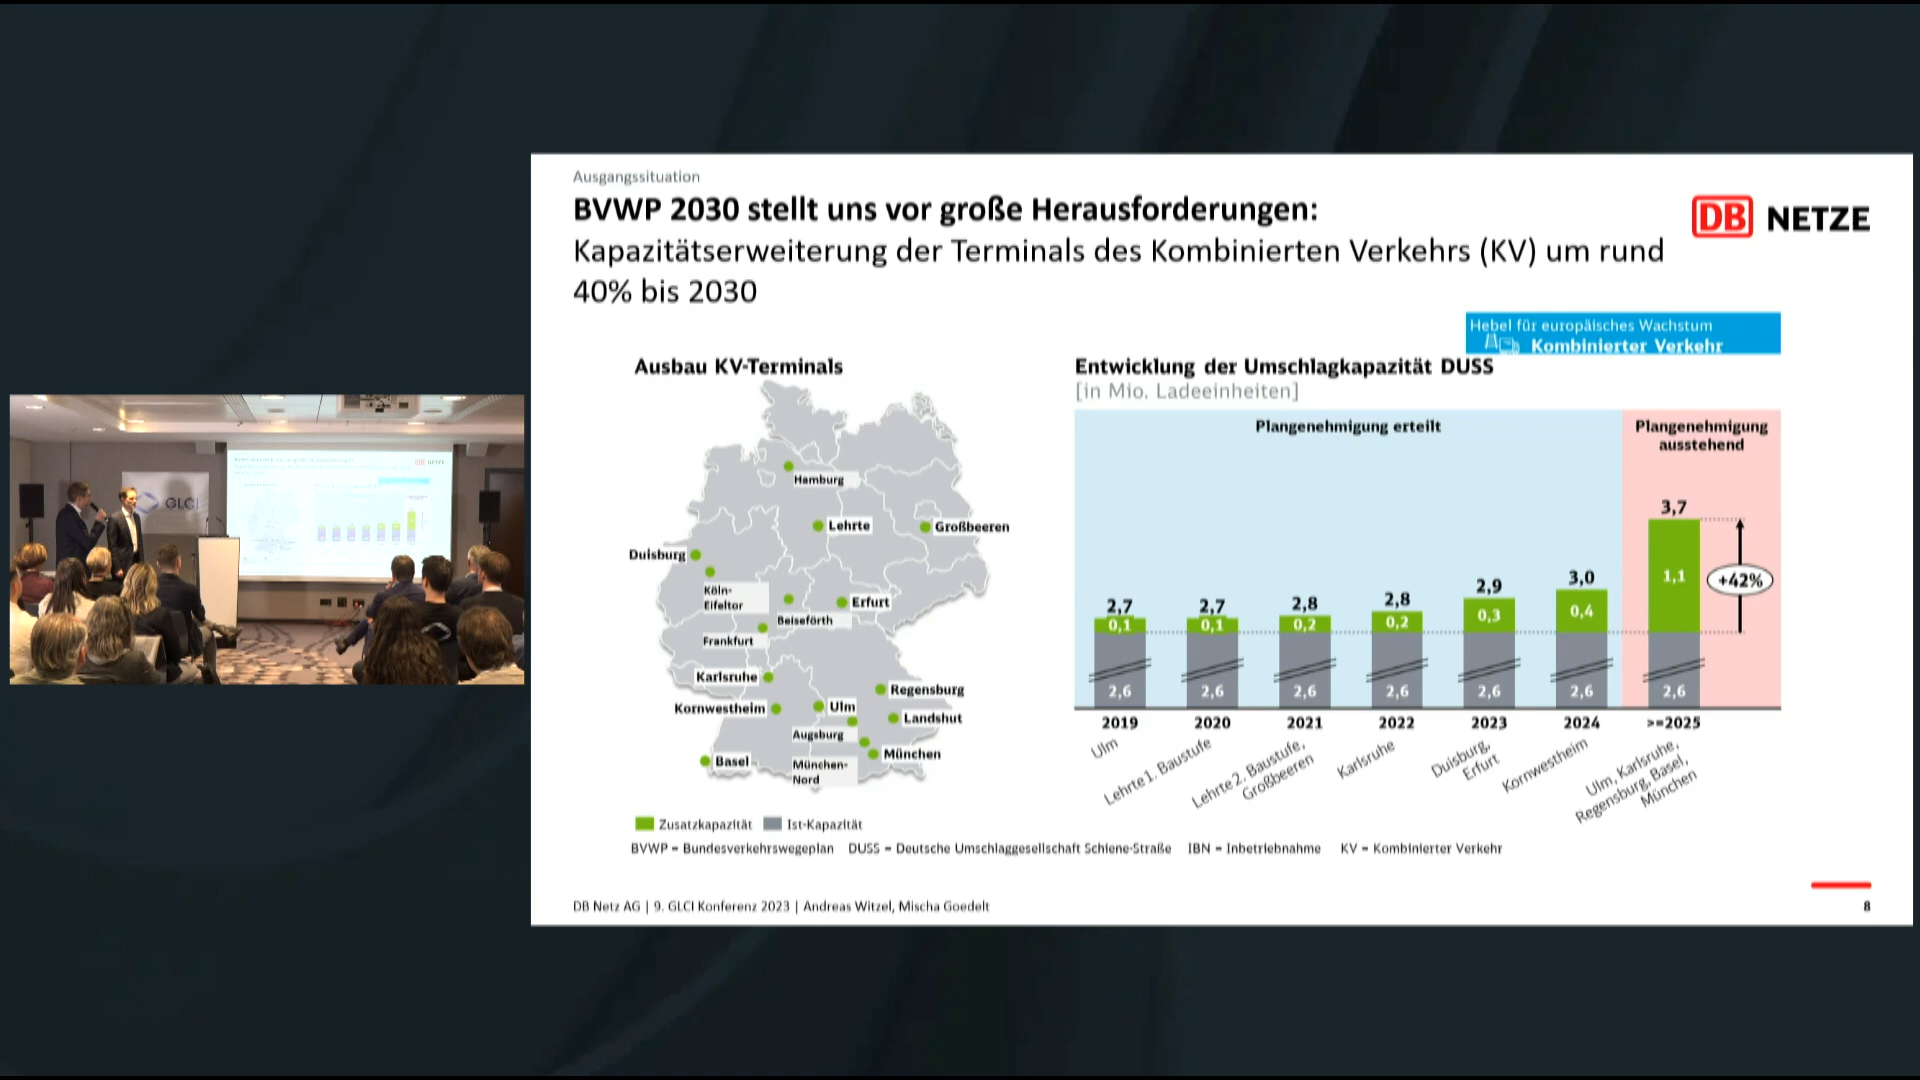 Ausgangssituation
BVWP 2030 stellt uns vor große Herausforderungen:
Kapazitätserweiterung der Terminals des Kombinierten Verkehrs (KV) um rund
40% bis 2030
DB NETZE
Hebel für europäisches Wachstum
Kombinierter Verkehr
Ausbau KV-Terminals
Hamburg
Lehrte
Großbeeren
Duisburg
Köln-
Eifeltor
Erfurt
Beiseförth
Frankfurt
Karlsruhe
Regensburg
Kornwestheim
Ulm
Landshut
Augsburg
München
Basel
München-
Nord
Zusatzkapazität Ist-Kapazität
Entwicklung der Umschlagkapazität DUSS
[in Mio. Ladeeinheiten]
Plangenehmigung erteilt
Plangenehmigung
ausstehend
2,7 2,7 2,8 2,8 2,9 3,0 3,7
0,1 0,1 0,2 0,2 0,3 0,4 1,1
+42%
2,6 2,6 2,6 2,6 2,6 2,6 2,6
2019 2020 2021 2022 2023 2024 >=2025
Ulm
Lehrte 1. Baustufe
Lehrte 2. Baustufe,
Großbeeren
Karlsruhe
Duisburg,
Erfurt
Kornwestheim
Ulm, Karlsruhe,
Regensburg, Basel,
München
BVWP = Bundesverkehrswegeplan DUSS = Deutsche Umschlaggesellschaft Schiene-Straße IBN = Inbetriebnahme KV = Kombinierter Verkehr
DB Netz AG | 9. GLCI Konferenz 2023 | Andreas Witzel, Mischa Goedelt
8
GLCI